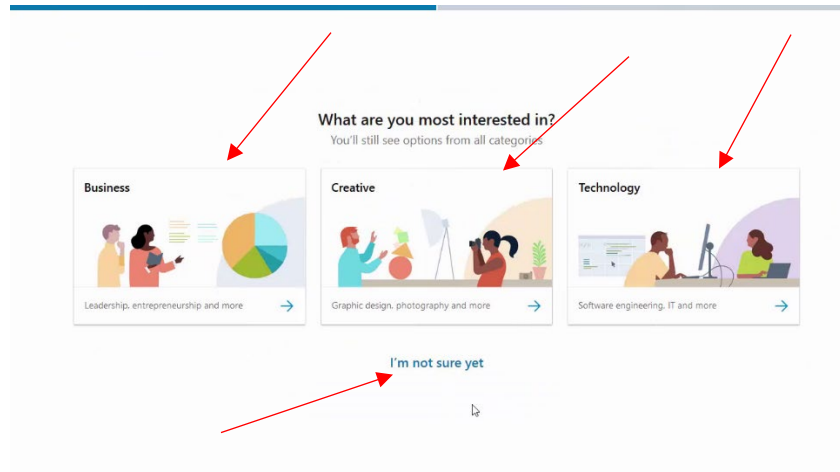 What are you most interested in?
You'll still see options from all categories
Business
Creative
Technology
Leadership, entrepreneurship and more
Graphic design, photography and more
Software engineering, IT and more
I'm not sure yet